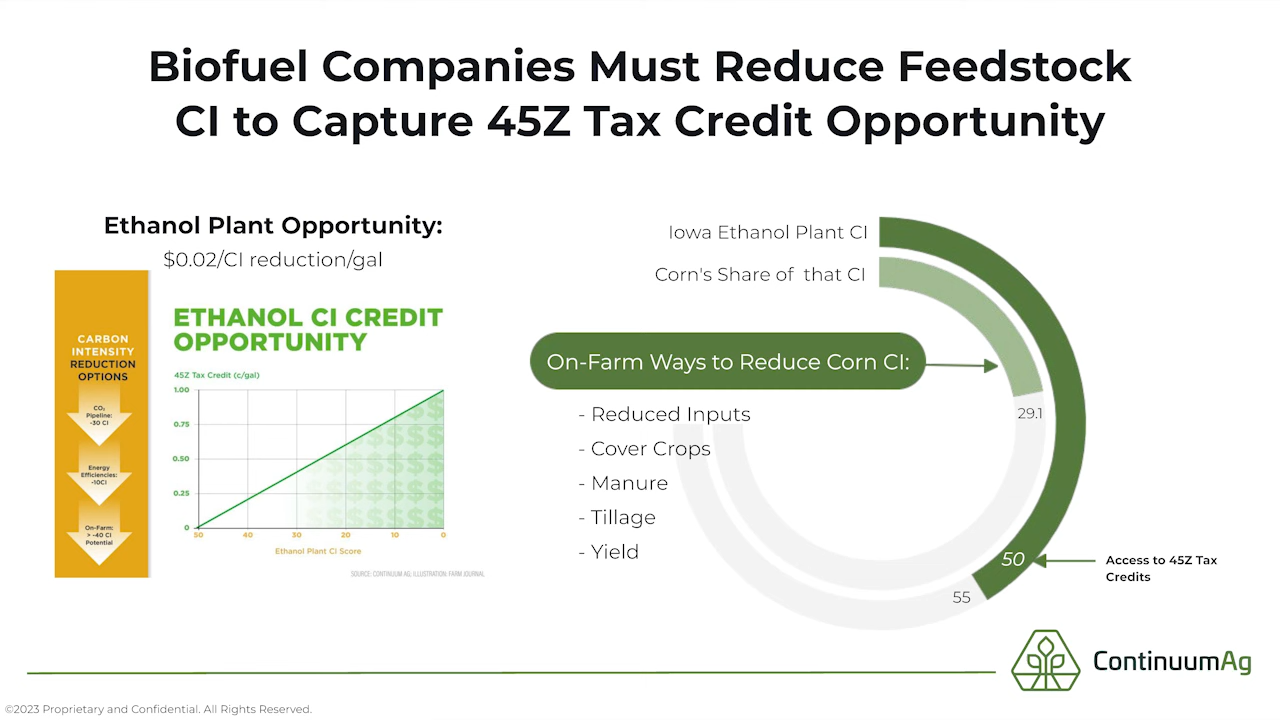 Biofuel Companies Must Reduce Feedstock
CI to Capture 45Z Tax Credit Opportunity
Ethanol Plant Opportunity:
$0.02/CI reduction/gal
CARBON
INTENSITY
REDUCTION
OPTIONS
CO₂
Pipeline:
-30 CI
Energy
Efficiencies:
-10CI
On-Farm:
> -40 CI
Potential
ETHANOL CI CREDIT
OPPORTUNITY
45Z Tax Credit (c/gal)
1.00
0.75
0.50
0.25
0
50 40 30 20 10 0
Ethanol Plant CI Score
SOURCE: CONTINUUM AG; ILLUSTRATION: FARM JOURNAL
Iowa Ethanol Plant CI
Corn's Share of that CI
On-Farm Ways to Reduce Corn CI:
- Reduced Inputs
- Cover Crops
- Manure
- Tillage
- Yield
29.1
50
55
Access to 45Z Tax
Credits
ContinuumAg
©2023 Proprietary and Confidential. All Rights Reserved.